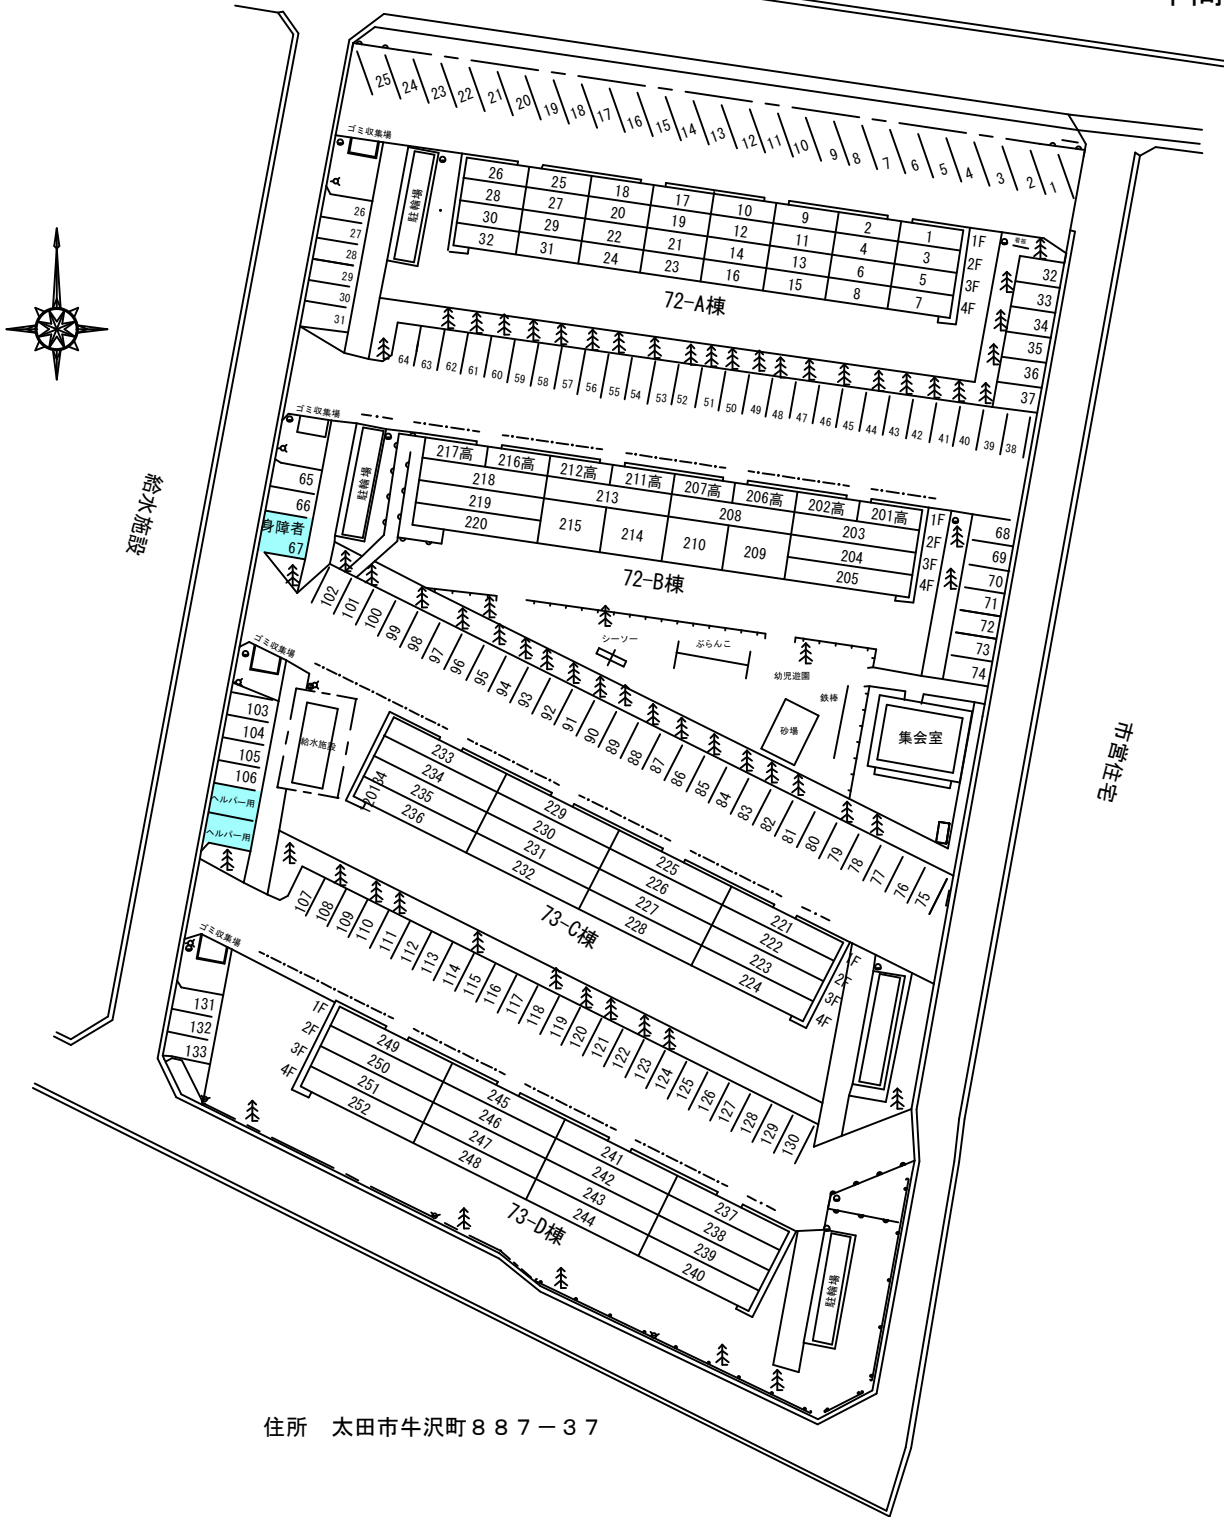 25 24 23 22 21 20 19 18 17 16 15 14 13 12 11 10 9 8 7 6 5 4 3 2 1
ゴミ収集場
駐輪場
26 25 18 17 10 9 2 1
28 27 20 19 12 11 4 3
30 29 22 21 14 13 6 5
32 31 24 23 16 15 8 7
1F
2F
3F
4F
看板
72-A棟
26
27
28
29
30
31
32
33
34
35
36
37
64 63 62 61 60 59 58 57 56 55 54 53 52 51 50 49 48 47 46 45 44 43 42 41 40 39 38
ゴミ収集場
駐輪場
217高 216高 212高 211高 207高 206高 202高 201高
218 213 208 203
219 215 214 210 209 204
220 205
1F
2F
3F
4F
72-B棟
65
66
身障者
67
68
69
70
71
72
73
74
給水施設
102 101 100 99 98 97 96 95 94 93 92 91 90 89 88 87 86 85 84 83 82 81 80 79 78 77 76 75
シーソー
ぶらんこ
幼児遊園
鉄棒
砂場
集会室
市営住宅
ゴミ収集場
103
104
105
106
ヘルパー用
ヘルパー用
給水施設
20134
233 229 225 221
234 230 226 222
235 231 227 223
236 232 228 224
1F
2F
3F
4F
73-C棟
107 108 109 110 111 112 113 114 115 116 117 118 119 120 121 122 123 124 125 126 127 128 129 130
ゴミ収集場
131
132
133
1F
2F
3F
4F
249 245 241 237
250 246 242 238
251 247 243 239
252 248 244 240
73-D棟
駐輪場
住所 太田市牛沢町８８７－３７